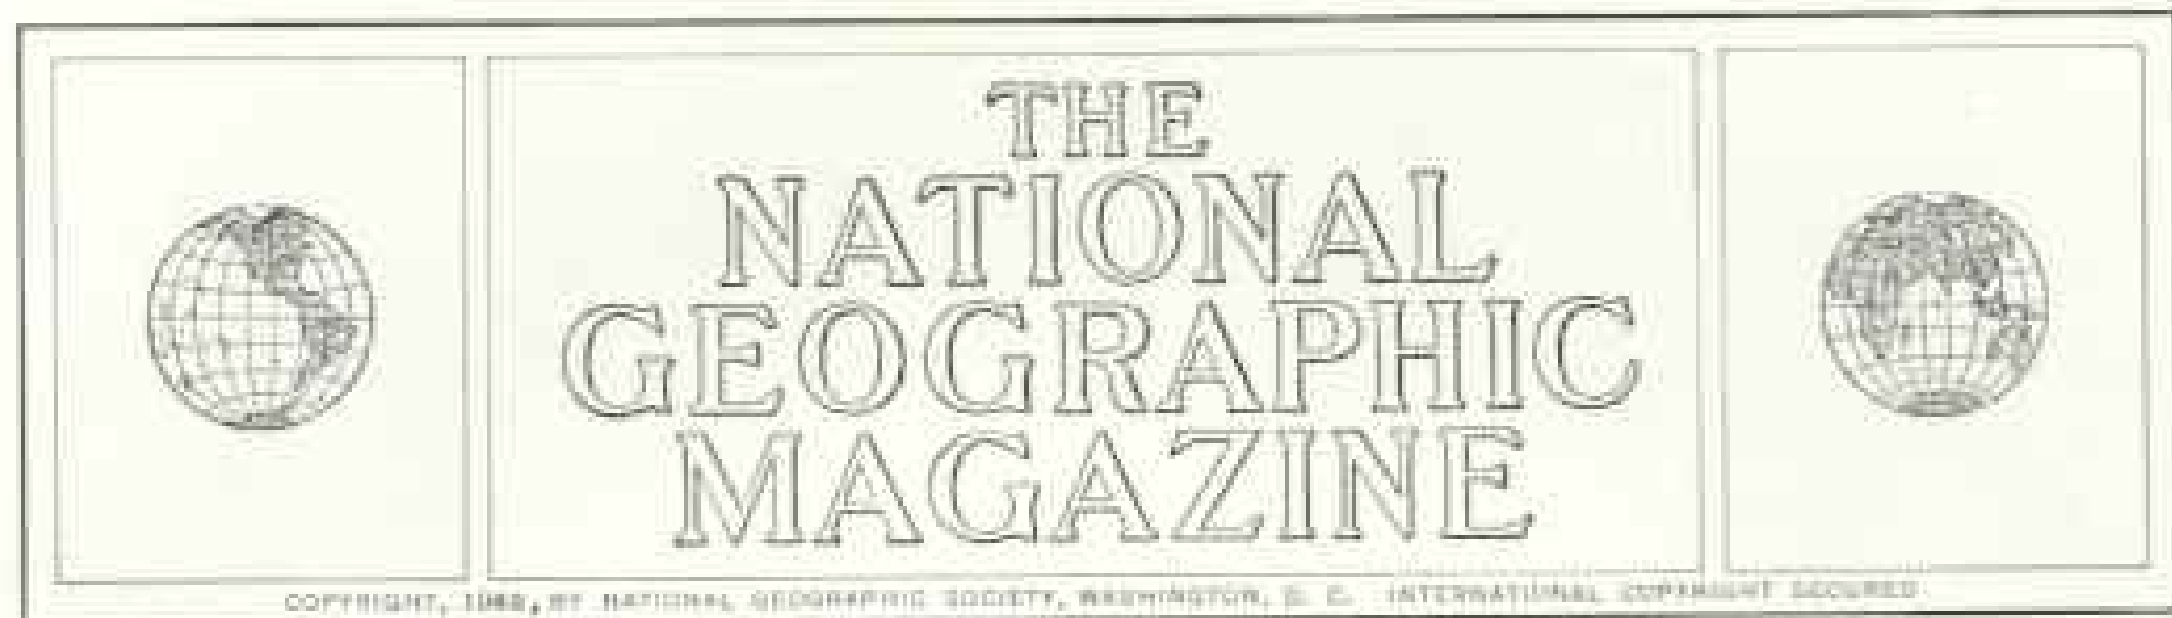 THE
NATIONAL
GEOGRAPHIC
MAGAZINE
COPYRIGHT, BY NATIONAL GEOGRAPHIC SOCIETY, WASHINGTON, D. C. INTERNATIONAL COPYRIGHT SECURED